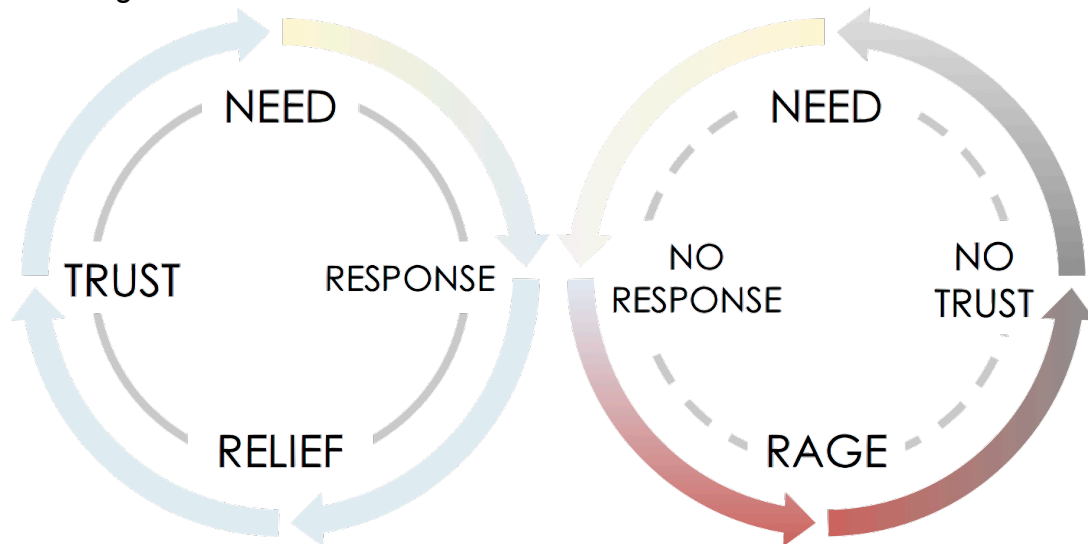 NEED
TRUST
RESPONSE
RELIEF
NEED
NO
RESPONSE
NO
TRUST
RAGE